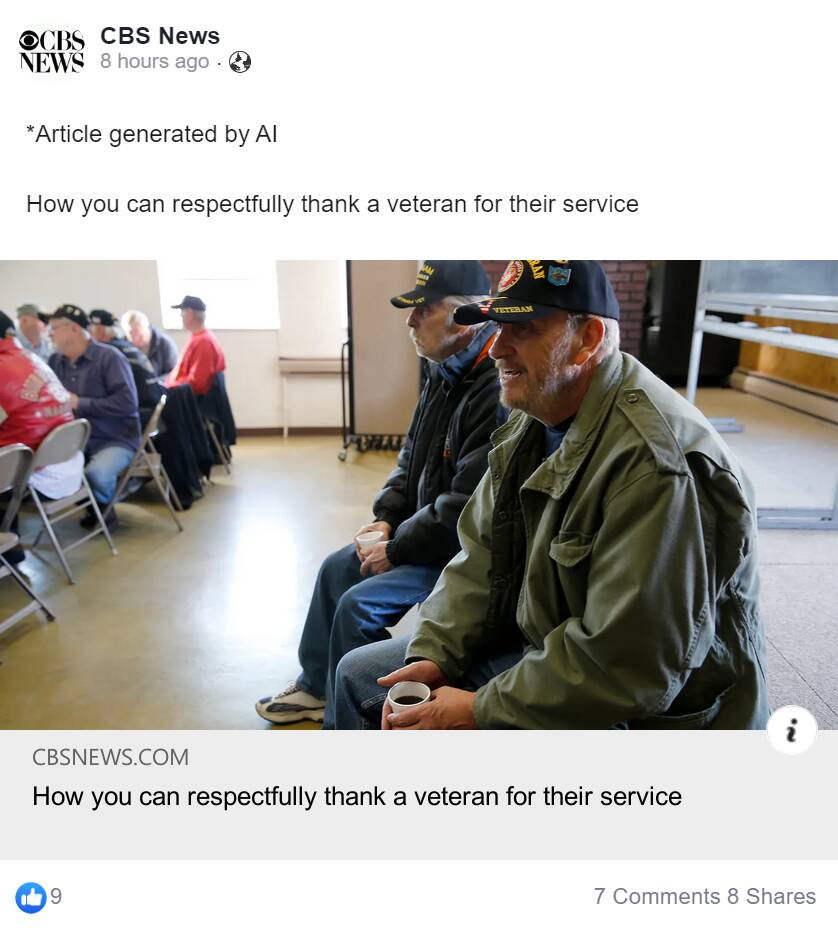 CBS
NEWS
CBS News
8 hours ago ·
*Article generated by AI
How you can respectfully thank a veteran for their service
VETERAN
CBSNEWS.COM
How you can respectfully thank a veteran for their service
9
7 Comments 8 Shares